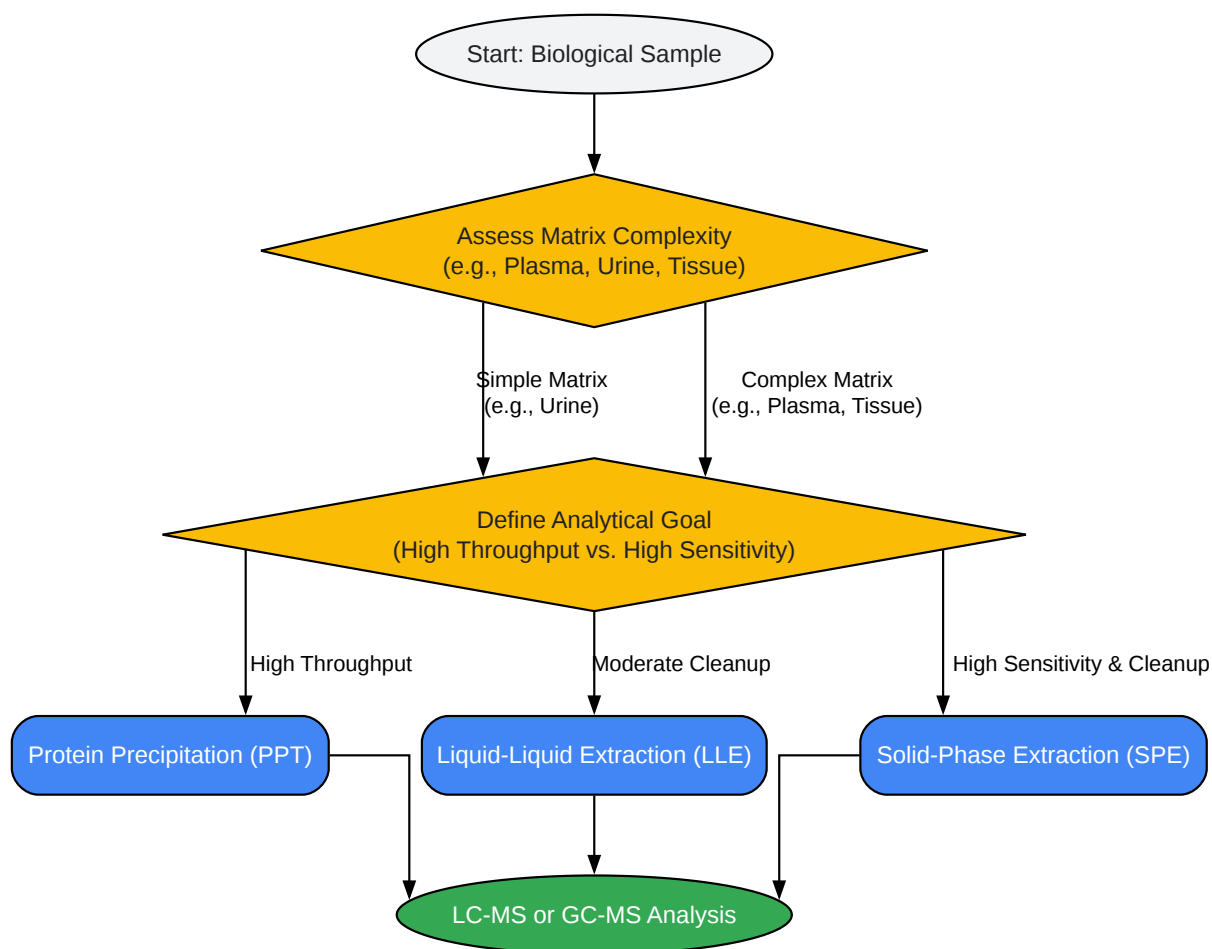 Start: Biological Sample
Assess Matrix Complexity
(e.g., Plasma, Urine, Tissue)
Simple Matrix
(e.g., Urine)
Complex Matrix
(e.g., Plasma, Tissue)
Define Analytical Goal
(High Throughput vs. High Sensitivity)
High Throughput
Moderate Cleanup
High Sensitivity & Cleanup
Protein Precipitation (PPT)
Liquid-Liquid Extraction (LLE)
Solid-Phase Extraction (SPE)
LC-MS or GC-MS Analysis